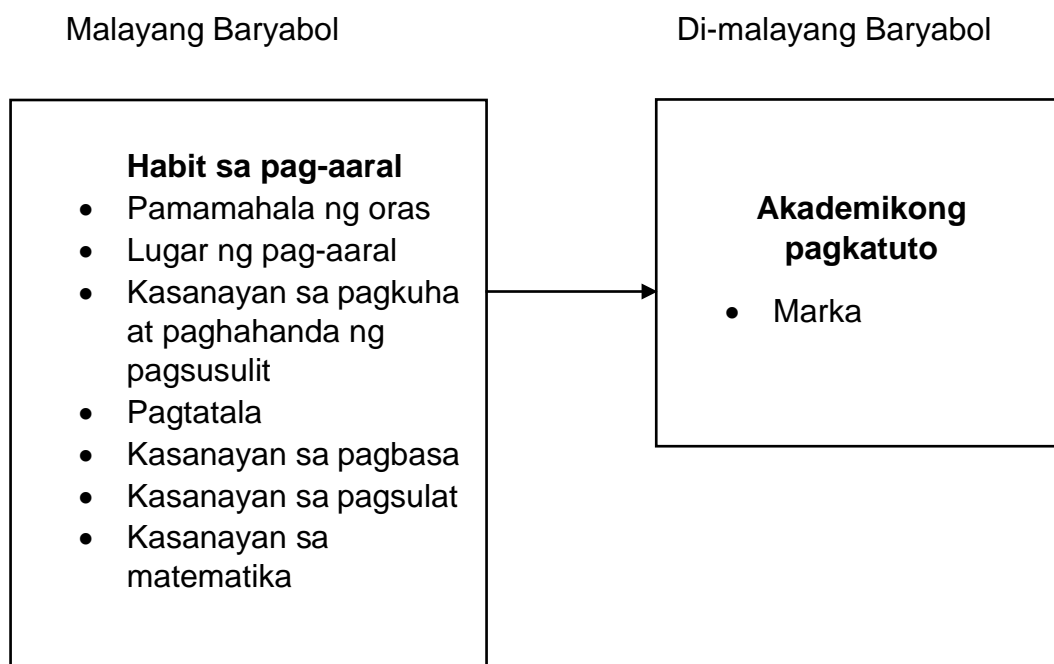 Malayang Baryabol
Di-malayang Baryabol
Habit sa pag-aaral
• Pamamahala ng oras
• Lugar ng pag-aaral
• Kasanayan sa pagkuha
at paghahanda ng
pagsusulit
• Pagtatala
• Kasanayan sa pagbasa
• Kasanayan sa pagsulat
• Kasanayan sa
matematika
Akademikong
pagkatuto
• Marka